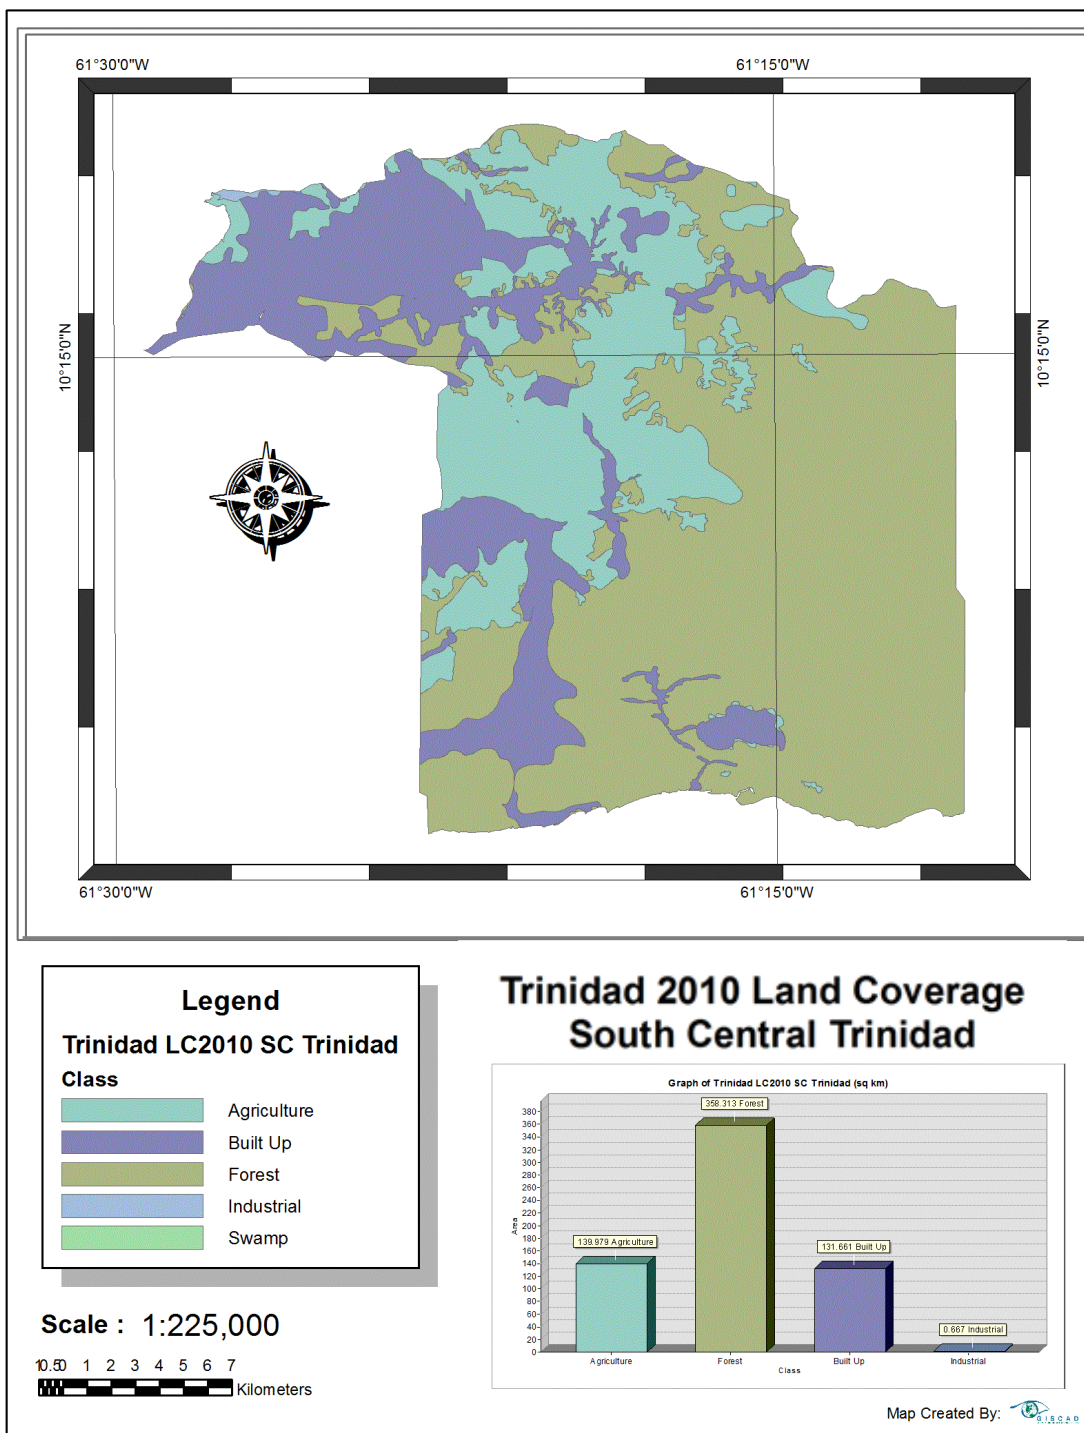 61°30'0"W 61°15'0"W
10°15'0"N 10°15'0"N
61°30'0"W 61°15'0"W
Legend
Trinidad LC2010 SC Trinidad
Class
Agriculture
Built Up
Forest
Industrial
Swamp
Scale : 1:225,000
10.50 1 2 3 4 5 6 7
Kilometers
Trinidad 2010 Land Coverage
South Central Trinidad
Graph of Trinidad LC2010 SC Trinidad (sq km)
380
360
340
320
300
280
260
240
220
200
180
160
140
120
100
80
60
40
20
0
Area
139.979 Agriculture
358.313 Forest
131.661 Built Up
0.667 Industrial
Agriculture Forest Built Up Industrial
Class
Map Created By:
GISCAD